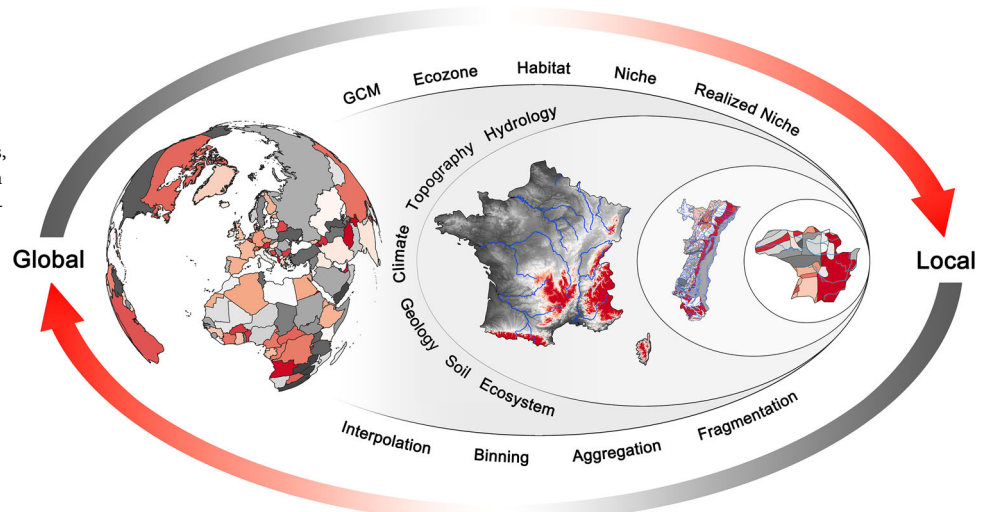 GCM
Ecozone
Habitat
Niche
Realized Niche
Hydrology
Topography
Climate
Geology
Soil
Ecosystem
Global
Local
Interpolation
Binning
Aggregation
Fragmentation